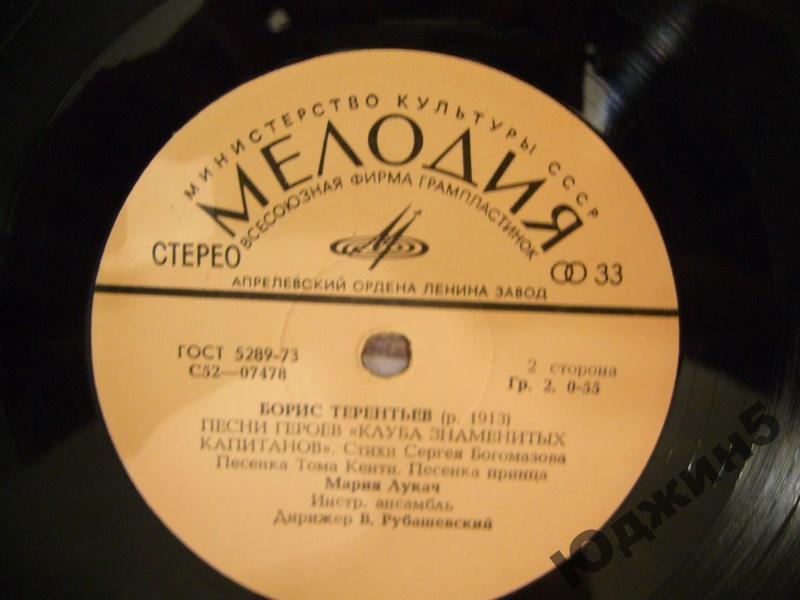 МИНИСТЕРСТВО КУЛЬТУРЫ СССР
МЕЛОДИЯ
ВСЕСОЮЗНАЯ ФИРМА ГРАМПЛАСТИНОК
СТЕРЕО
33
АПРЕЛЕВСКИЙ ОРДЕНА ЛЕНИНА ЗАВОД
ГОСТ 5289-73
С52—07478
2 сторона
Гр. 2. 0-55
БОРИС ТЕРЕНТЬЕВ (р. 1913)
ПЕСНИ ГЕРОЕВ «КЛУБА ЗНАМЕНИТЫХ
КАПИТАНОВ». Стихи Сергея Богомазова
Песенка Тома Кенти. Песенка принца
Мария Лукач
Инстр. ансамбль
Дирижер В. Рубашевский
Юджин5